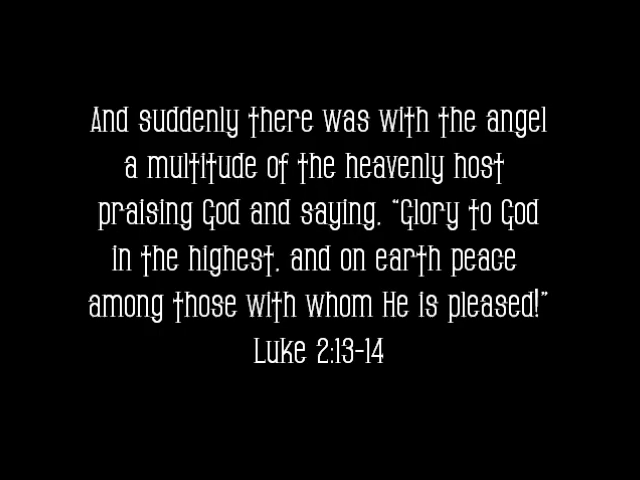 And suddenly there was with the angel
a multitude of the heavenly host
praising God and saying, "Glory to God
in the highest, and on earth peace
among those with whom He is pleased!"
Luke 2:13-14